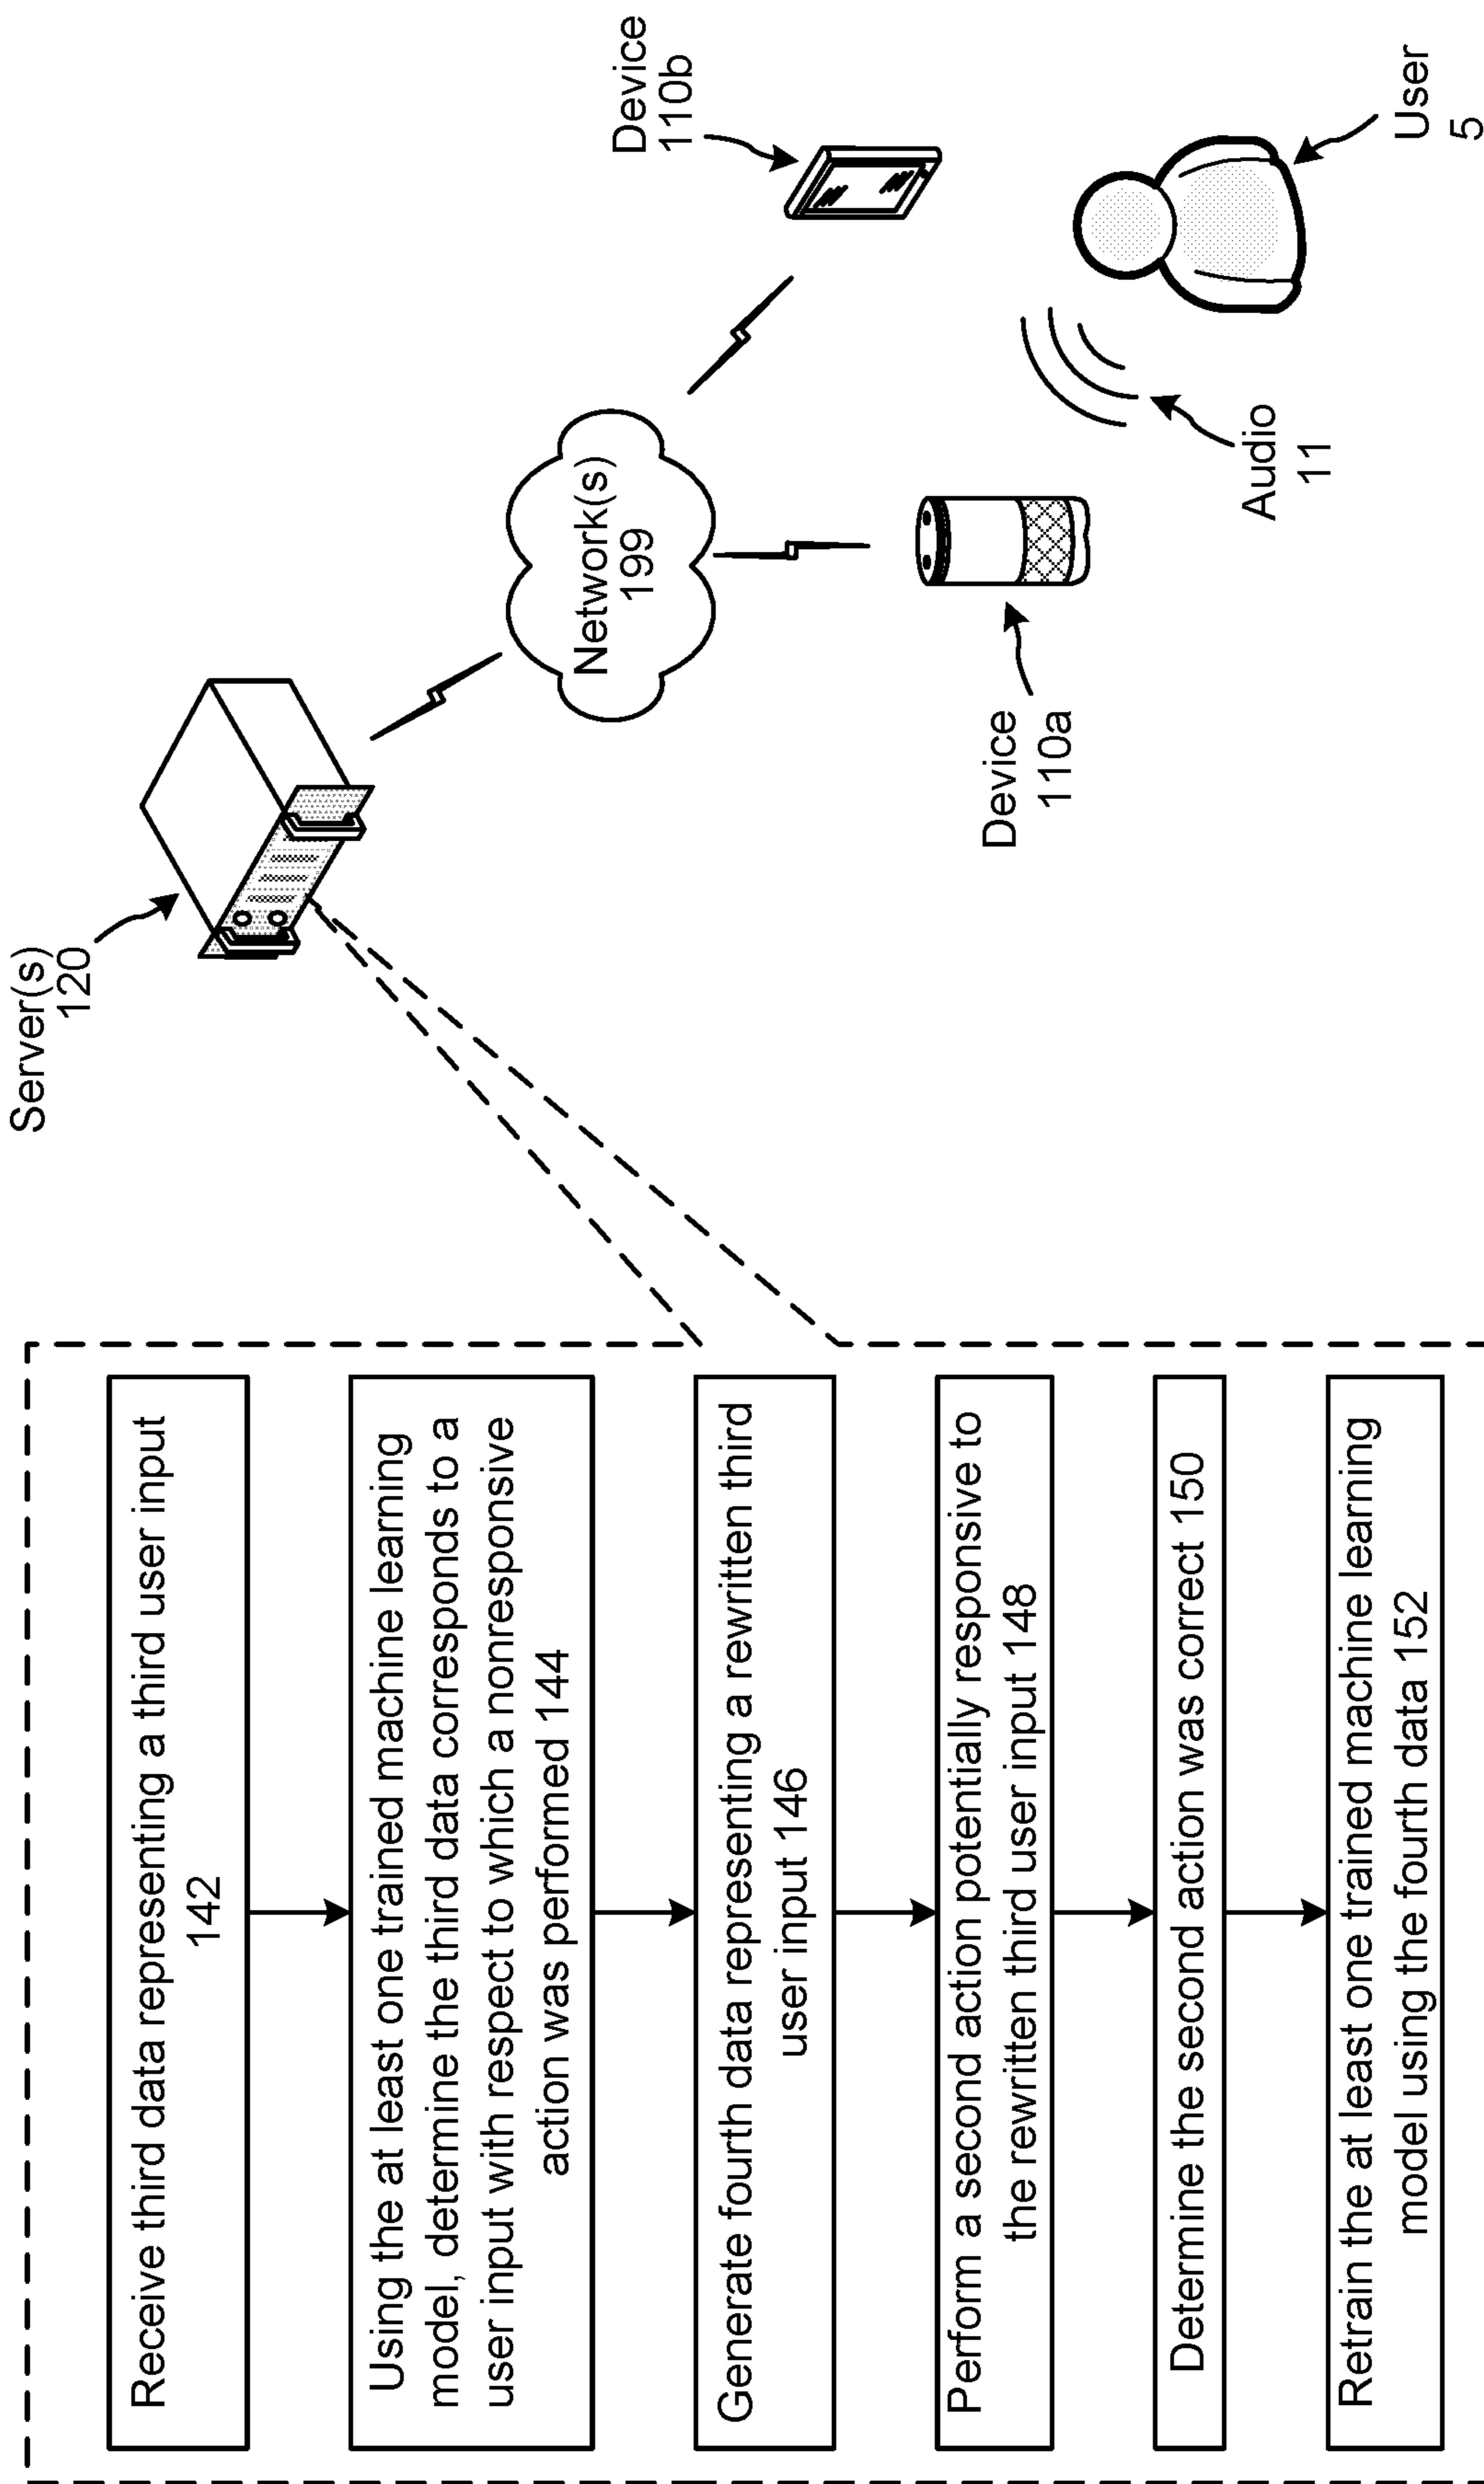 Server(s)
120
Device
110b
Network(s)
199
Device
110a
Audio
11
User
5
Receive third data representing a third user input
142
Using the at least one trained machine learning
model, determine the third data corresponds to a
user input with respect to which a nonresponsive
action was performed 144
Generate fourth data representing a rewritten third
user input 146
Perform a second action potentially responsive to
the rewritten third user input 148
Determine the second action was correct 150
Retrain the at least one trained machine learning
model using the fourth data 152